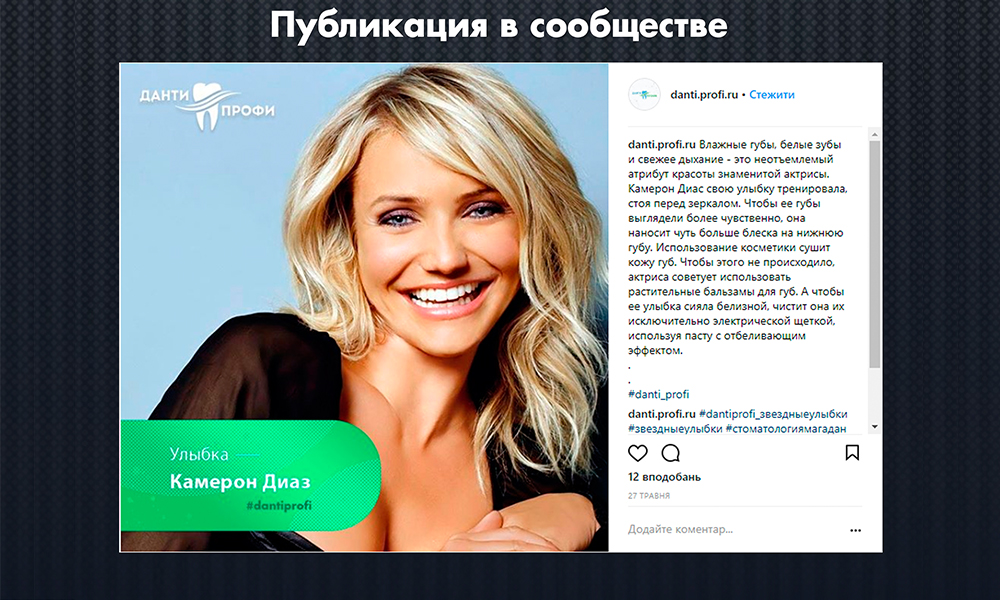 Публикация в сообществе
ДАНТИ
ПРОФИ
Улыбка
Камерон Диаз
#dantiprofi
danti.profi.ru • Стежити
danti.profi.ru Влажные губы, белые зубы
и свежее дыхание - это неотъемлемый
атрибут красоты знаменитой актрисы.
Камерон Диас свою улыбку тренировала,
стоя перед зеркалом. Чтобы ее губы
выглядели более чувственно, она
наносит чуть больше блеска на нижнюю
губу. Использование косметики сушит
кожу губ. Чтобы этого не происходило,
актриса советует использовать
растительные бальзамы для губ. А чтобы
ее улыбка сияла белизной, чистит она их
исключительно электрической щеткой,
используя пасту с отбеливающим
эффектом.
.
.
#danti_profi
danti.profi.ru #dantiprofi_звездныеулыбки
#звездныеулыбки #стоматологиямагадан
12 вподобань
27 ТРАВНЯ
Додайте коментар...